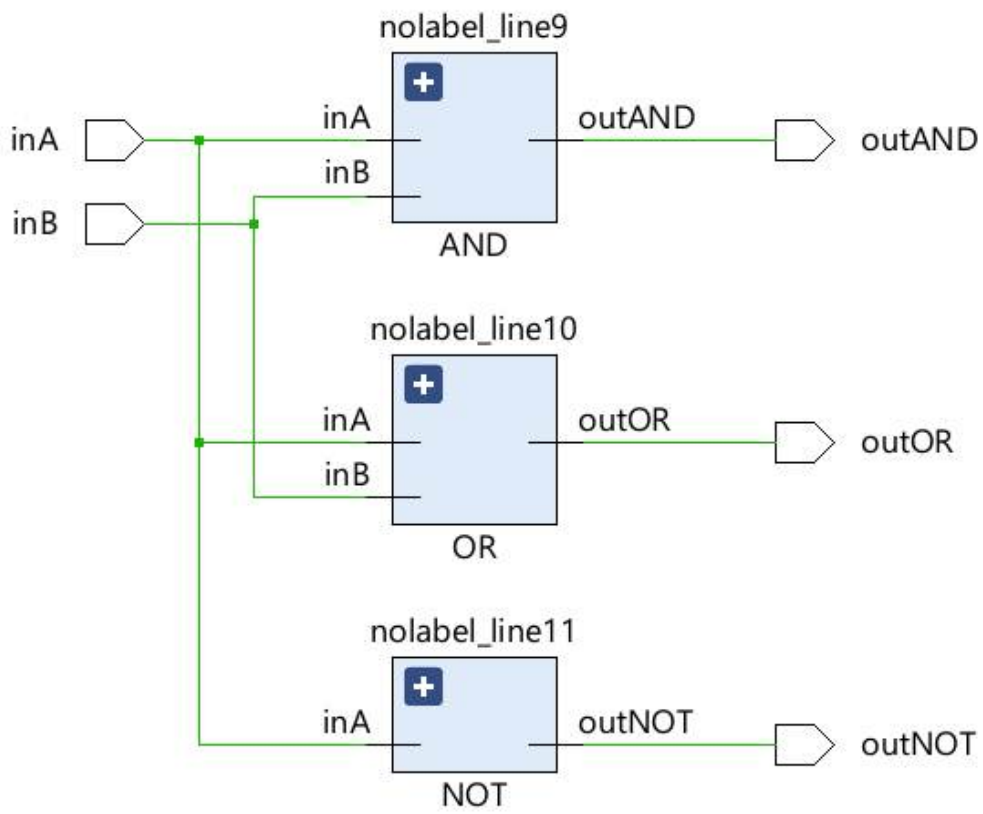 nolabel_line9
inA
inA
outAND
outAND
inB
inB
AND
nolabel_line10
inA
outOR
outOR
inB
OR
nolabel_line11
inA
outNOT
outNOT
NOT